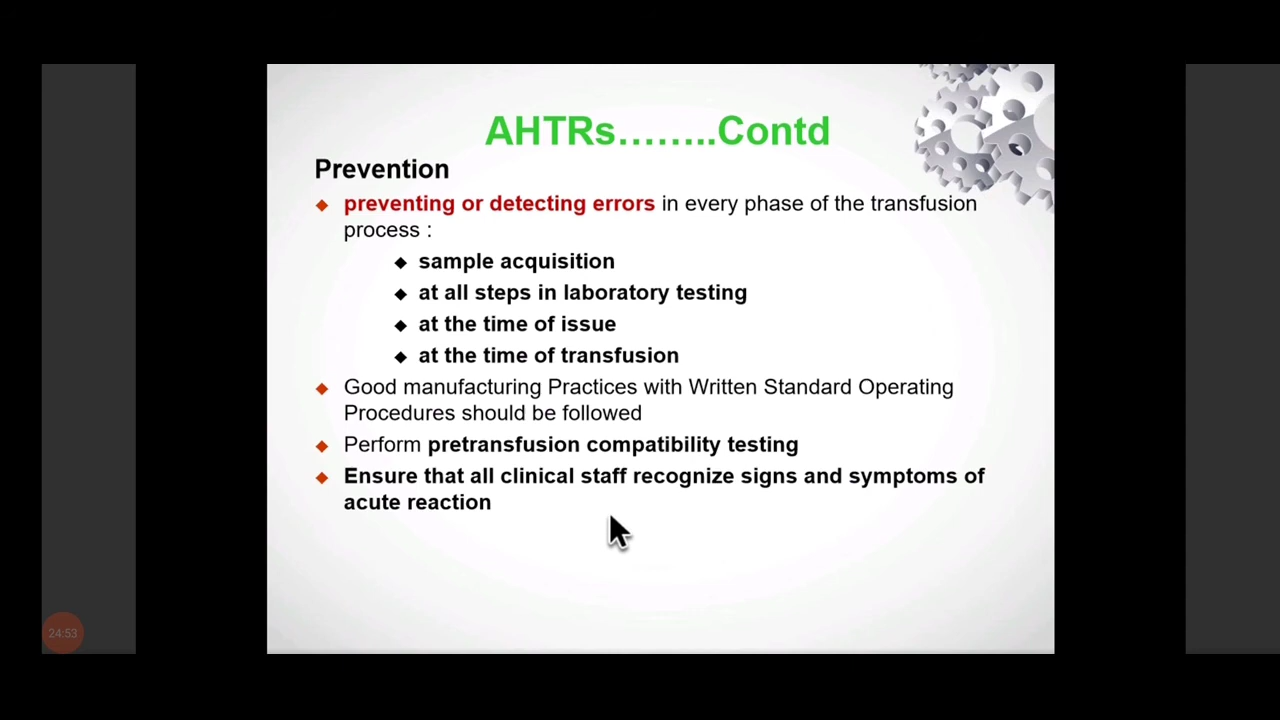 AHTRs........Contd
Prevention
preventing or detecting errors in every phase of the transfusion
process :
sample acquisition
at all steps in laboratory testing
at the time of issue
at the time of transfusion
Good manufacturing Practices with Written Standard Operating
Procedures should be followed
Perform pretransfusion compatibility testing
Ensure that all clinical staff recognize signs and symptoms of
acute reaction
24:53